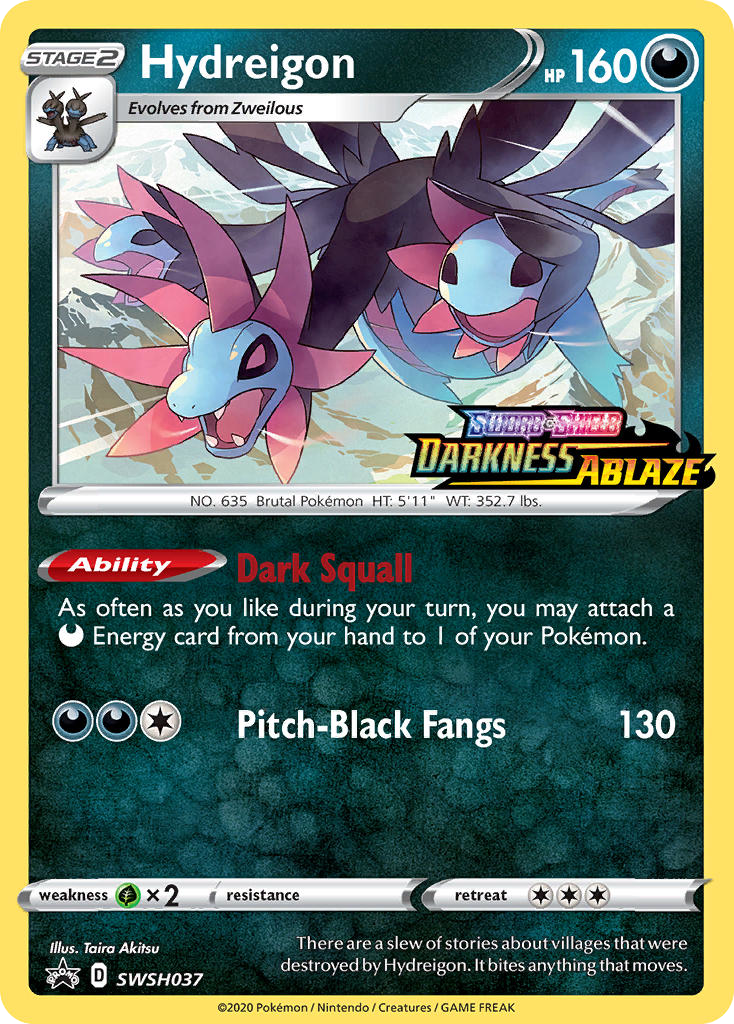 STAGE 2
Hydreigon
HP 160
Evolves from Zweilous
SWORD & SHIELD
DARKNESS ABLAZE
NO. 635 Brutal Pokémon HT: 5'11" WT: 352.7 lbs.
Ability Dark Squall
As often as you like during your turn, you may attach a
Energy card from your hand to 1 of your Pokémon.
Pitch-Black Fangs 130
weakness ×2 resistance retreat
Illus. Taira Akitsu
There are a slew of stories about villages that were
destroyed by Hydreigon. It bites anything that moves.
PROMO D SWSH037
©2020 Pokémon / Nintendo / Creatures / GAME FREAK